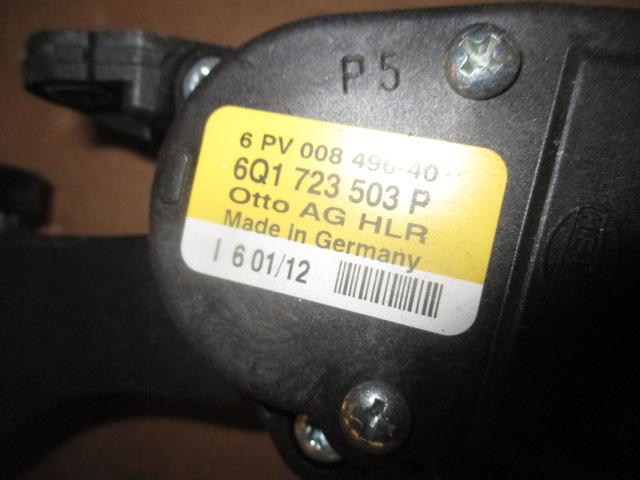 P5
6 PV 008 496-40
6Q1 723 503 P
Otto AG HLR
Made in Germany
I 6 01/12